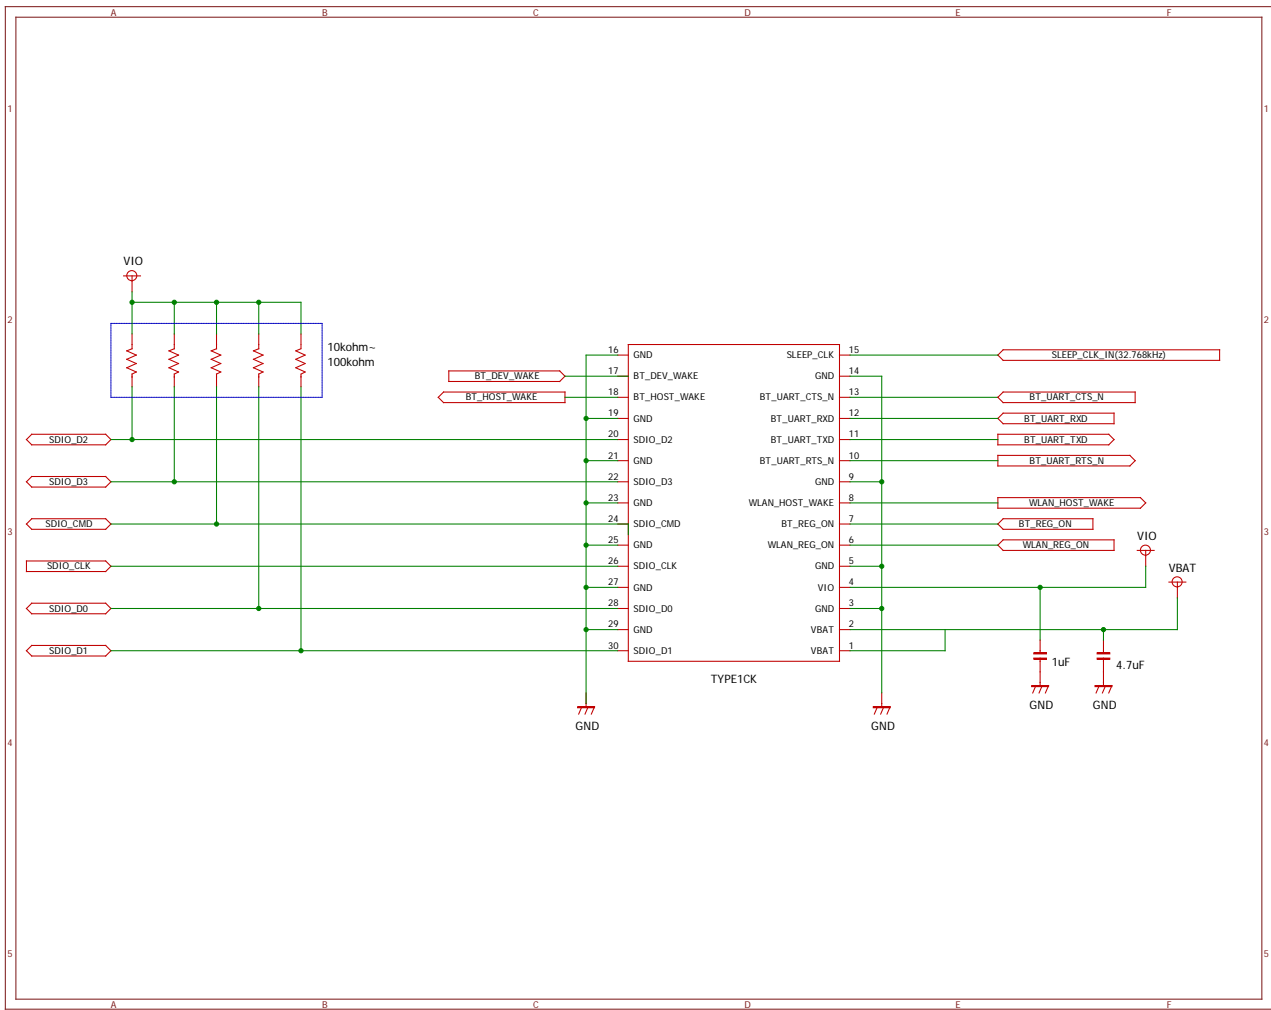 A B C D E F
1 1
VIO
2 2
10kohm~
100kohm
16 GND SLEEP_CLK 15 SLEEP_CLK_IN(32.768kHz)
BT_DEV_WAKE 17 BT_DEV_WAKE GND 14
BT_HOST_WAKE 18 BT_HOST_WAKE BT_UART_CTS_N 13 BT_UART_CTS_N
19 GND BT_UART_RXD 12 BT_UART_RXD
SDIO_D2 20 SDIO_D2 BT_UART_TXD 11 BT_UART_TXD
21 GND BT_UART_RTS_N 10 BT_UART_RTS_N
SDIO_D3 22 SDIO_D3 GND 9
23 GND WLAN_HOST_WAKE 8 WLAN_HOST_WAKE
SDIO_CMD 24 SDIO_CMD BT_REG_ON 7 BT_REG_ON
3 3
25 GND WLAN_REG_ON 6 WLAN_REG_ON
VIO
SDIO_CLK 26 SDIO_CLK GND 5
VBAT
27 GND VIO 4
SDIO_D0 28 SDIO_D0 GND 3
29 GND VBAT 2
SDIO_D1 30 SDIO_D1 VBAT 1
1uF 4.7uF
TYPE1CK
GND GND
GND GND
4 4
5 5
A B C D E F